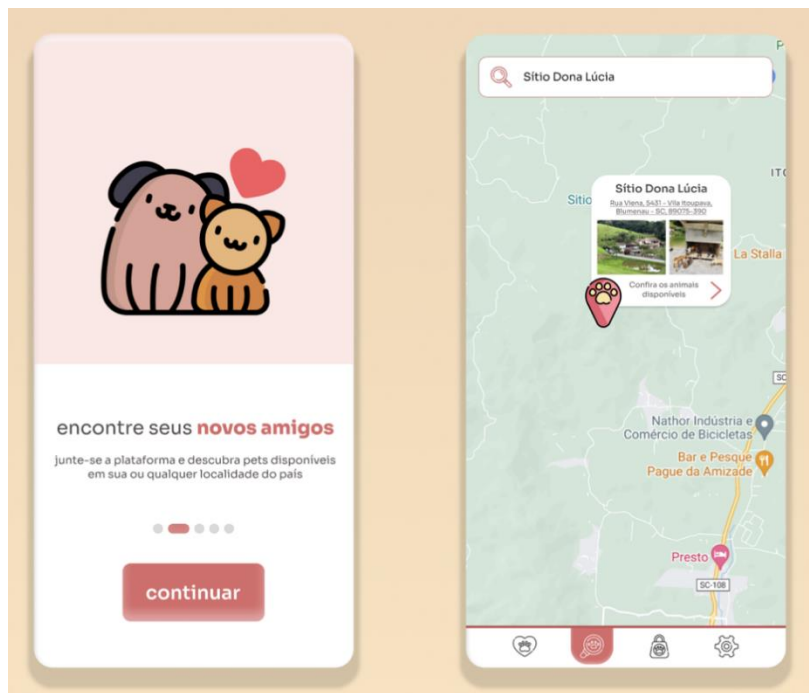 encontre seus novos amigos
junte-se a plataforma e descubra pets disponíveis
em sua ou qualquer localidade do país
continuar
Sítio Dona Lúcia
Sítio Dona Lúcia
Rua Viena, 5431 - Vila Itoupava,
Blumenau - SC, 89075-390
Confira os animais
disponíveis
Sitio
La Stalla
Nathor Indústria e
Comércio de Bicicletas
Bar e Pesque
Pague da Amizade
Presto
SC-108